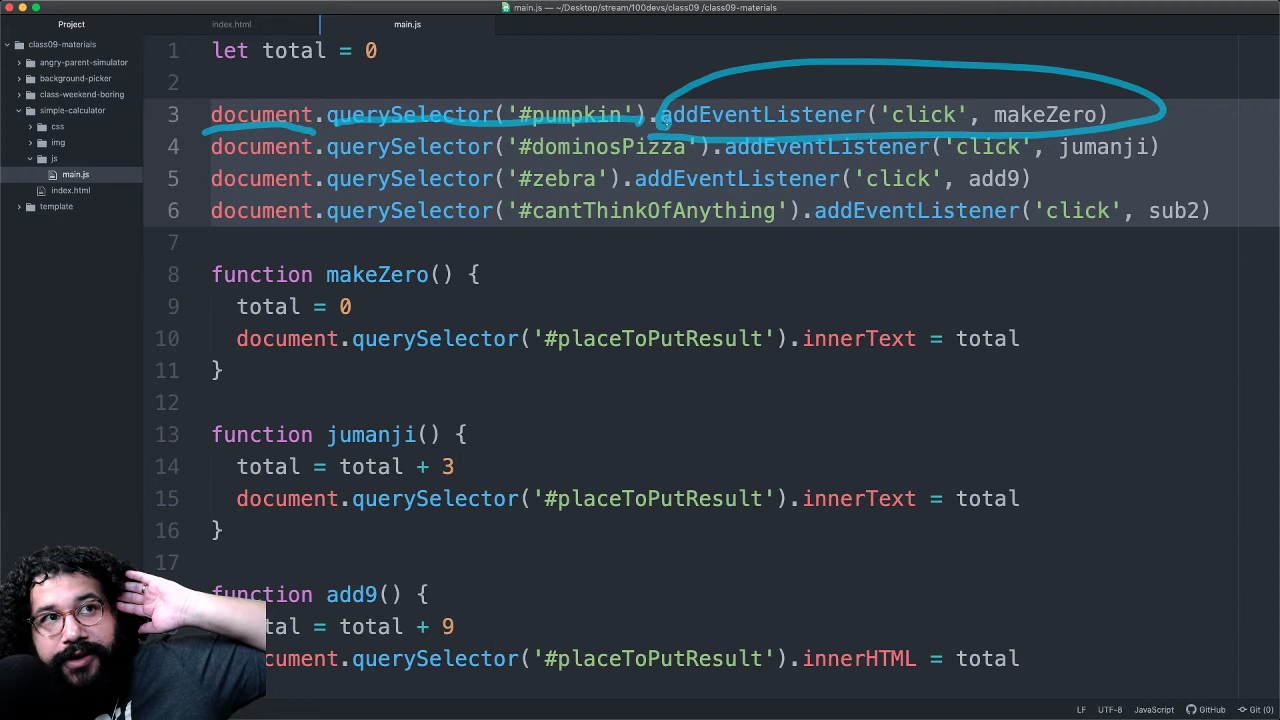 main.js — ~/Desktop/stream/100devs/class09 /class09-materials
Project
index.html
main.js
class09-materials
angry-parent-simulator
background-picker
class-weekend-boring
simple-calculator
css
img
js
main.js
index.html
template
1 let total = 0
2
3 document.querySelector('#pumpkin').addEventListener('click', makeZero)
4 document.querySelector('#dominosPizza').addEventListener('click', jumanji)
5 document.querySelector('#zebra').addEventListener('click', add9)
6 document.querySelector('#cantThinkOfAnything').addEventListener('click', sub2)
7
8 function makeZero() {
9 total = 0
10 document.querySelector('#placeToPutResult').innerText = total
11 }
12
13 function jumanji() {
14 total = total + 3
15 document.querySelector('#placeToPutResult').innerText = total
16 }
17
function add9() {
= total + 9
.querySelector('#placeToPutResult').innerHTML = total
LF UTF-8 JavaScript GitHub Git (0)